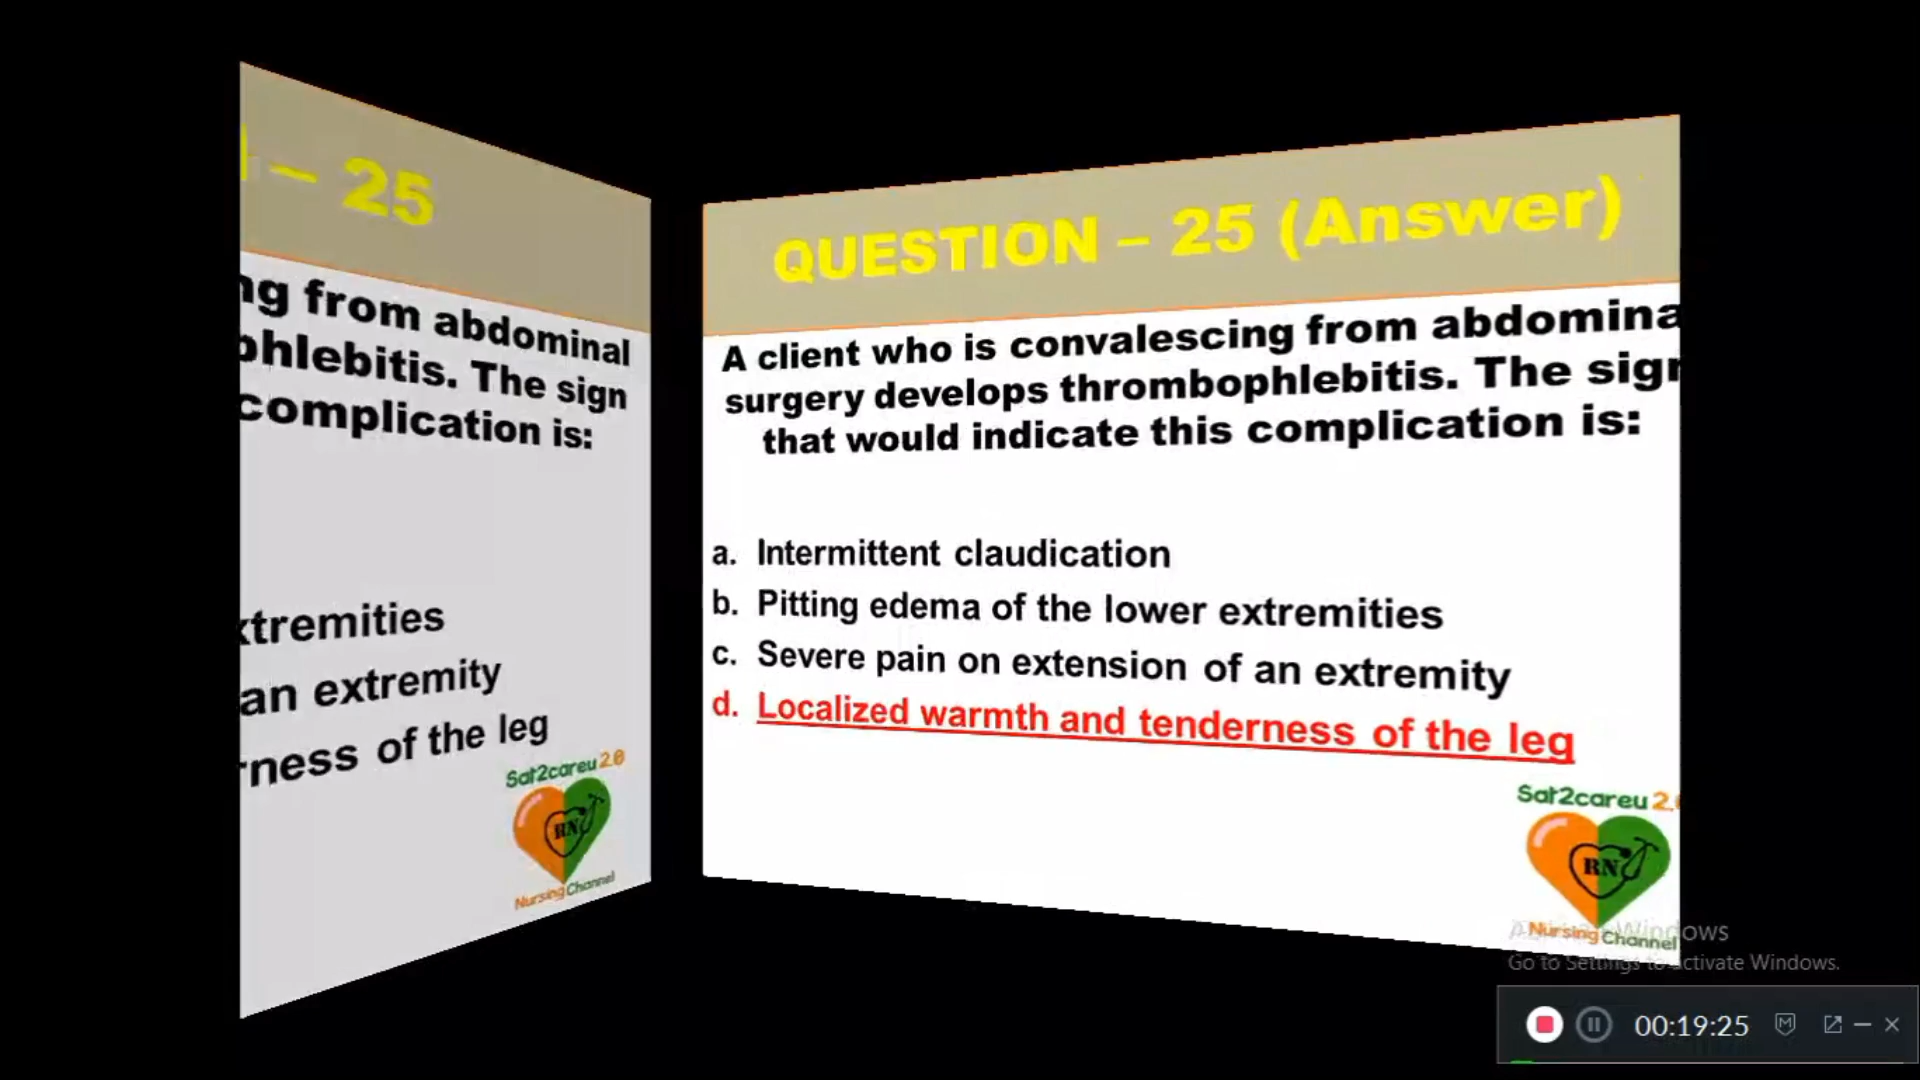 – 25
ng from abdominal
phlebitis. The sign
complication is:
xtremities
an extremity
rness of the leg
Sat2careu 2.0
RN
Nursing Channel
QUESTION – 25 (Answer)
A client who is convalescing from abdomina
surgery develops thrombophlebitis. The sign
that would indicate this complication is:
a. Intermittent claudication
b. Pitting edema of the lower extremities
c. Severe pain on extension of an extremity
d. Localized warmth and tenderness of the leg
Sat2careu 2.
RN
Nursing Channel
Windows
Go to Settings to activate Windows.
00:19:25